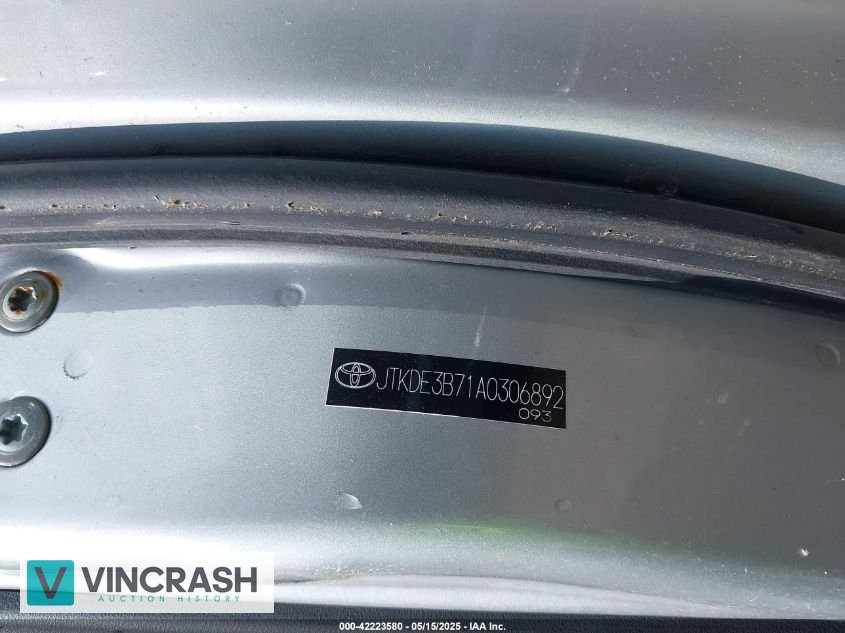 JTKDE3B71A0306892
093
VINCRASH
AUCTION HISTORY
000-42223580 - 05/15/2025 - IAA Inc.